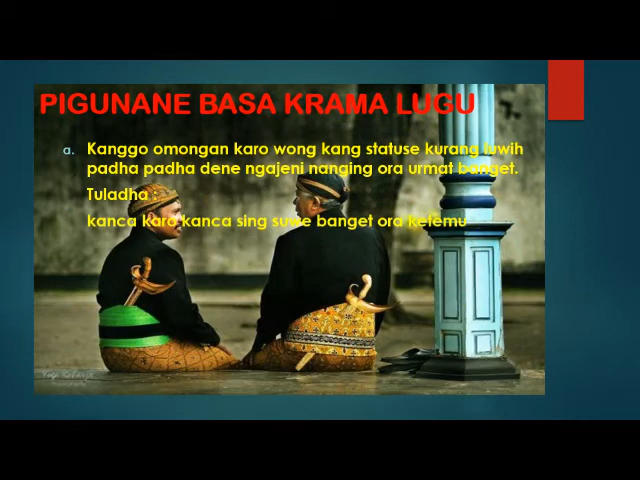 PIGUNANE BASA KRAMA LUGU
a. Kanggo omongan karo wong kang statuse kurang luwih
padha padha dene ngajeni nanging ora urmat banget.
Tuladha :
kanca karo kanca sing suwe banget ora ketemu